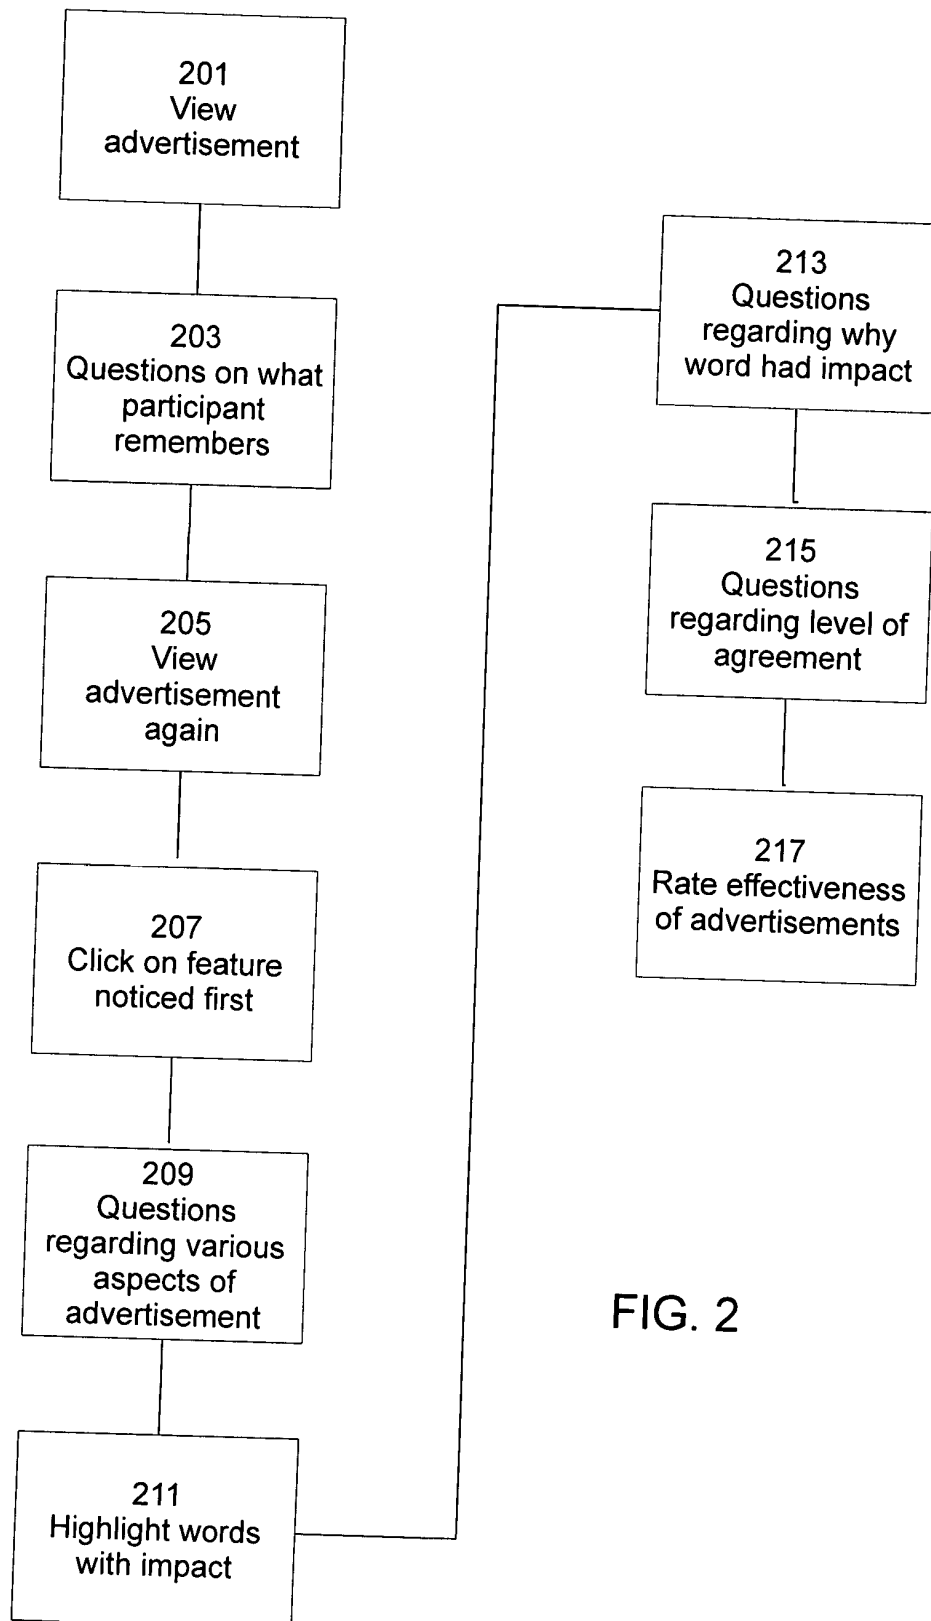 201
View
advertisement
203
Questions on what
participant
remembers
205
View
advertisement
again
207
Click on feature
noticed first
209
Questions
regarding various
aspects of
advertisement
211
Highlight words
with impact
213
Questions
regarding why
word had impact
215
Questions
regarding level of
agreement
217
Rate effectiveness
of advertisements
FIG. 2